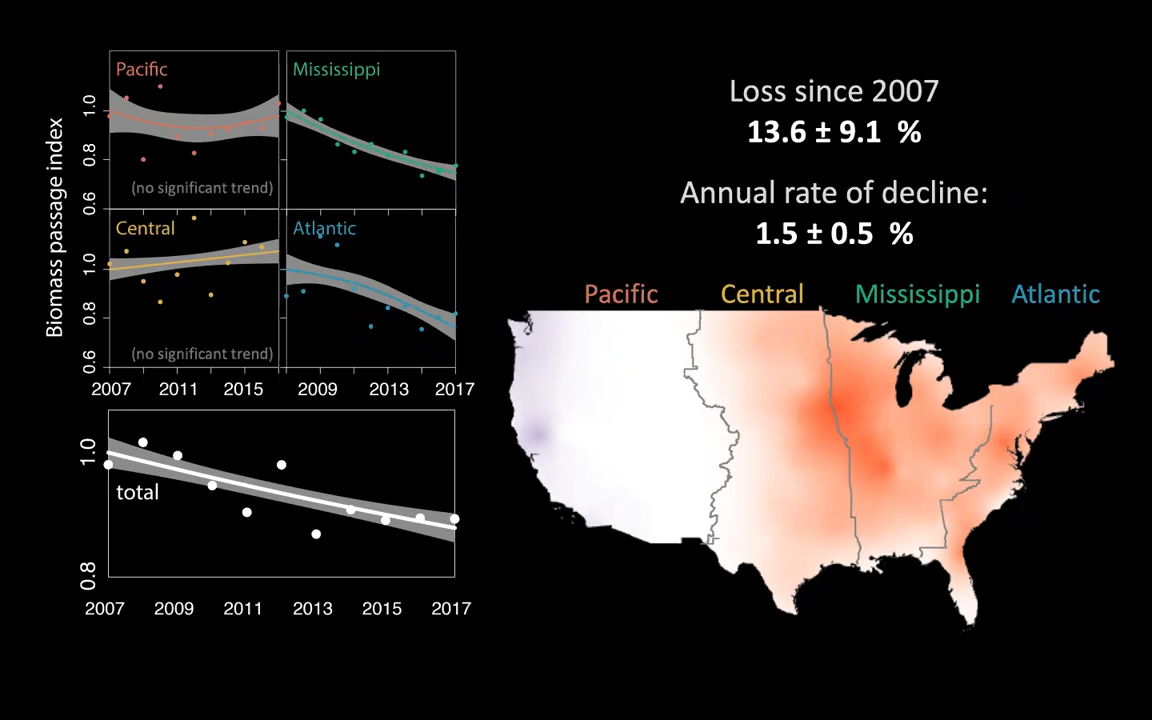 Pacific
Mississippi
1.0
0.8
0.6
(no significant trend)
Central
Atlantic
1.0
0.8
0.6
(no significant trend)
Biomass passage index
2007 2011 2015 2009 2013 2017
1.0
0.8
total
2007 2009 2011 2013 2015 2017
Loss since 2007
13.6 ± 9.1 %
Annual rate of decline:
1.5 ± 0.5 %
Pacific Central Mississippi Atlantic